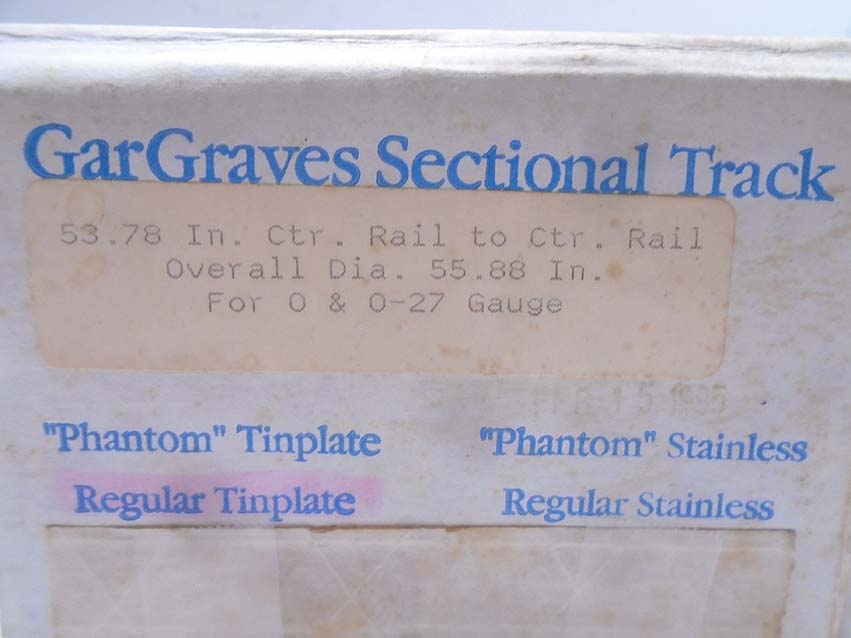 GarGraves Sectional Track
53.78 In. Ctr. Rail to Ctr. Rail
Overall Dia. 55.88 In.
For O & O-27 Gauge
"Phantom" Tinplate "Phantom" Stainless
Regular Tinplate Regular Stainless